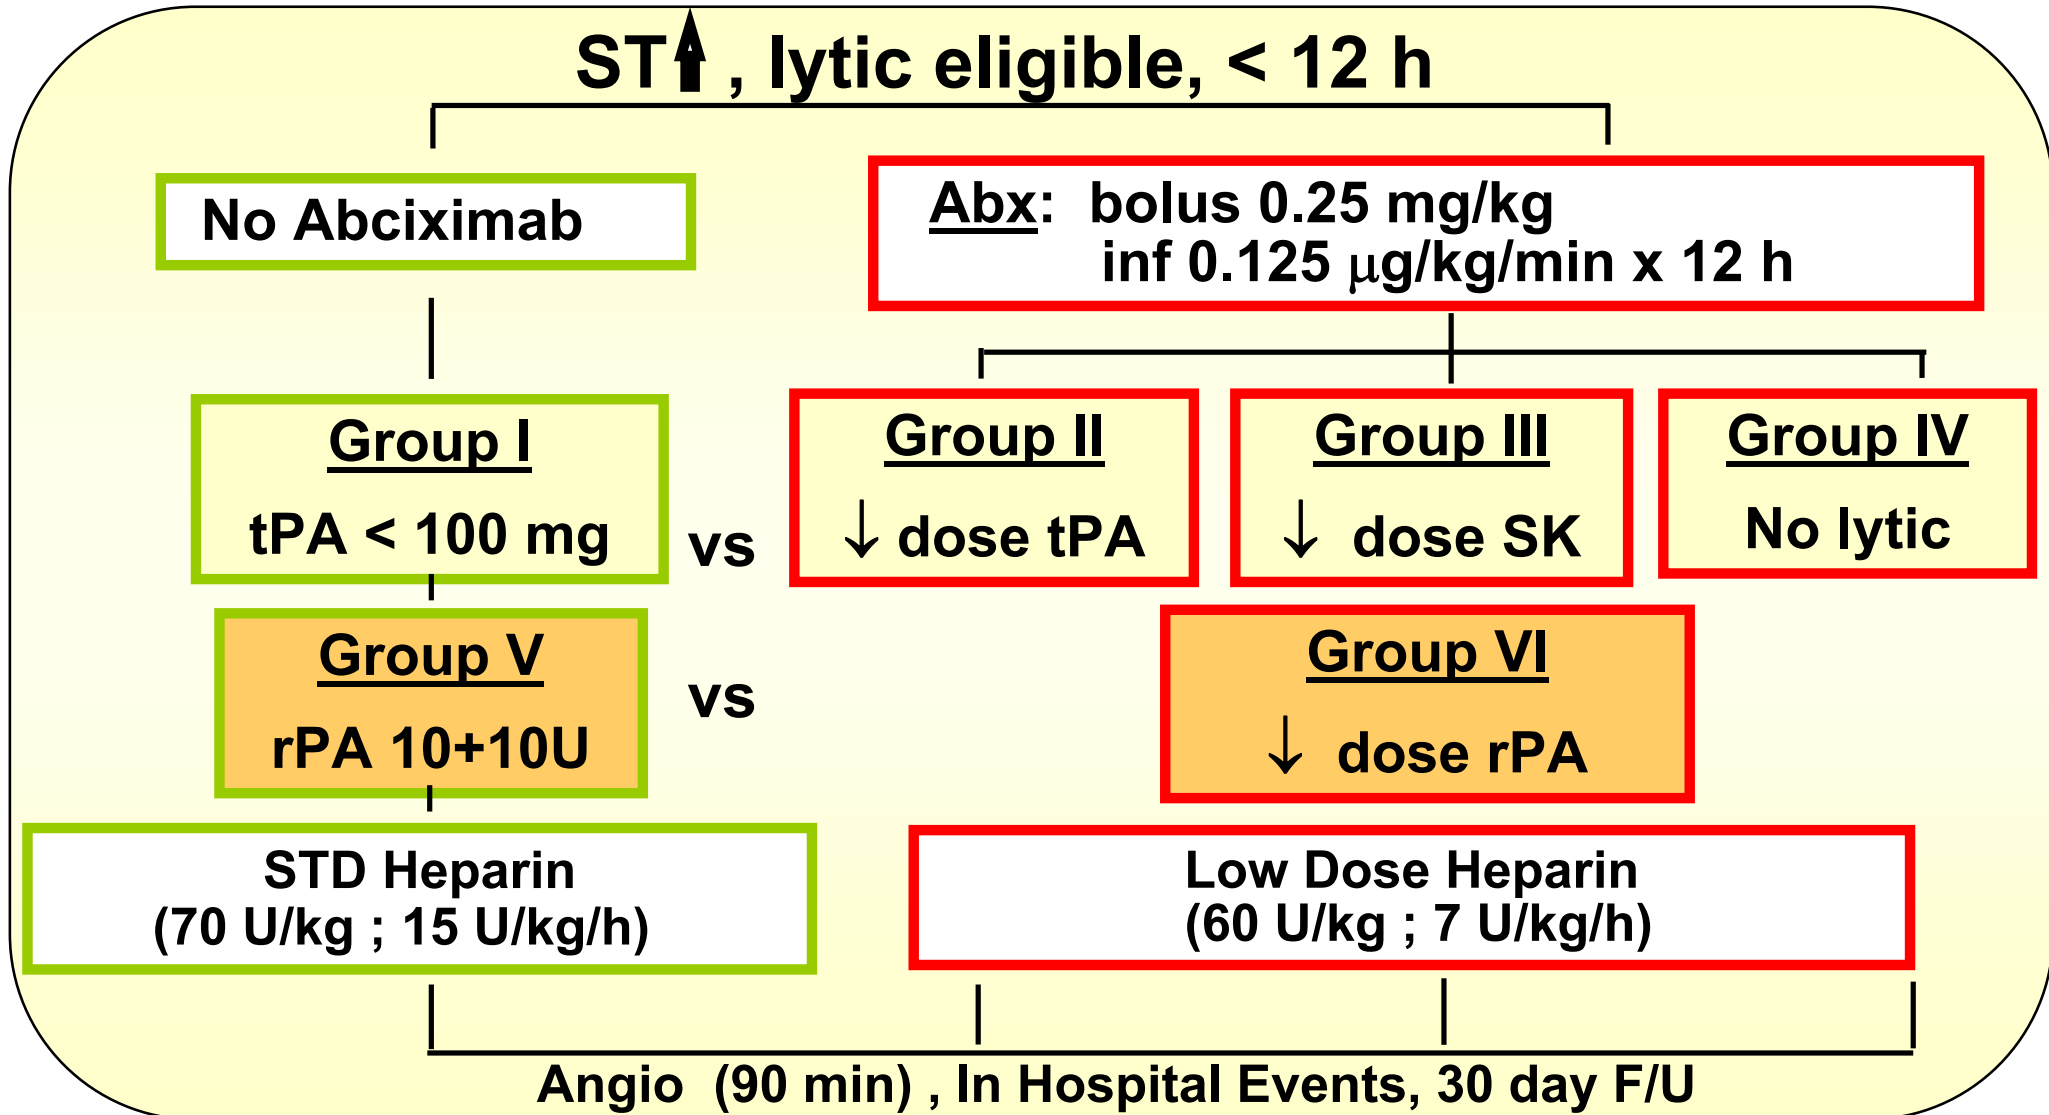 ST⬆, lytic eligible, < 12 h
No Abciximab
Abx: bolus 0.25 mg/kg
inf 0.125 μg/kg/min x 12 h
Group I
tPA < 100 mg
vs
Group II
↓ dose tPA
Group III
↓ dose SK
Group IV
No lytic
Group V
rPA 10+10U
vs
Group VI
↓ dose rPA
STD Heparin
(70 U/kg ; 15 U/kg/h)
Low Dose Heparin
(60 U/kg ; 7 U/kg/h)
Angio (90 min) , In Hospital Events, 30 day F/U